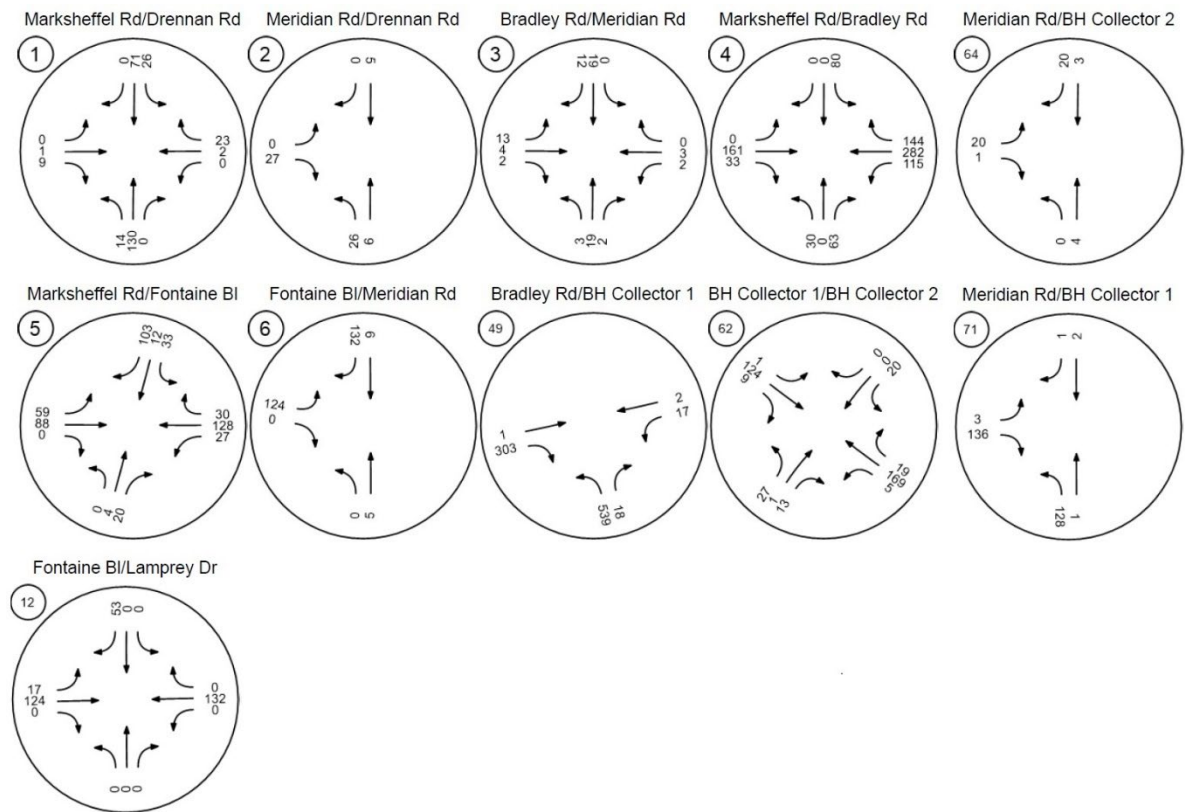 Marksheffel Rd/Drennan Rd
1
0 71 26
0
1
9
23
2
0
14 130 0
Meridian Rd/Drennan Rd
2
0 5
0
27
26 6
Bradley Rd/Meridian Rd
3
12 19 0
13
4
2
0
3
2
3 19 2
Marksheffel Rd/Bradley Rd
4
0 0 80
0
161
33
144
282
115
30 0 63
Meridian Rd/BH Collector 2
64
20 3
20
1
0 4
Marksheffel Rd/Fontaine Bl
5
103 12 33
59
88
0
30
128
27
0 4 20
Fontaine Bl/Meridian Rd
6
132 6
124
0
0 5
Bradley Rd/BH Collector 1
49
2
17
1
303
539 18
BH Collector 1/BH Collector 2
62
1
124
9
0 0 2
19
169
5
27 1 13
Meridian Rd/BH Collector 1
71
1 2
3
136
128 1
Fontaine Bl/Lamprey Dr
12
53 0 0
17
124
0
0
132
0
0 0 0